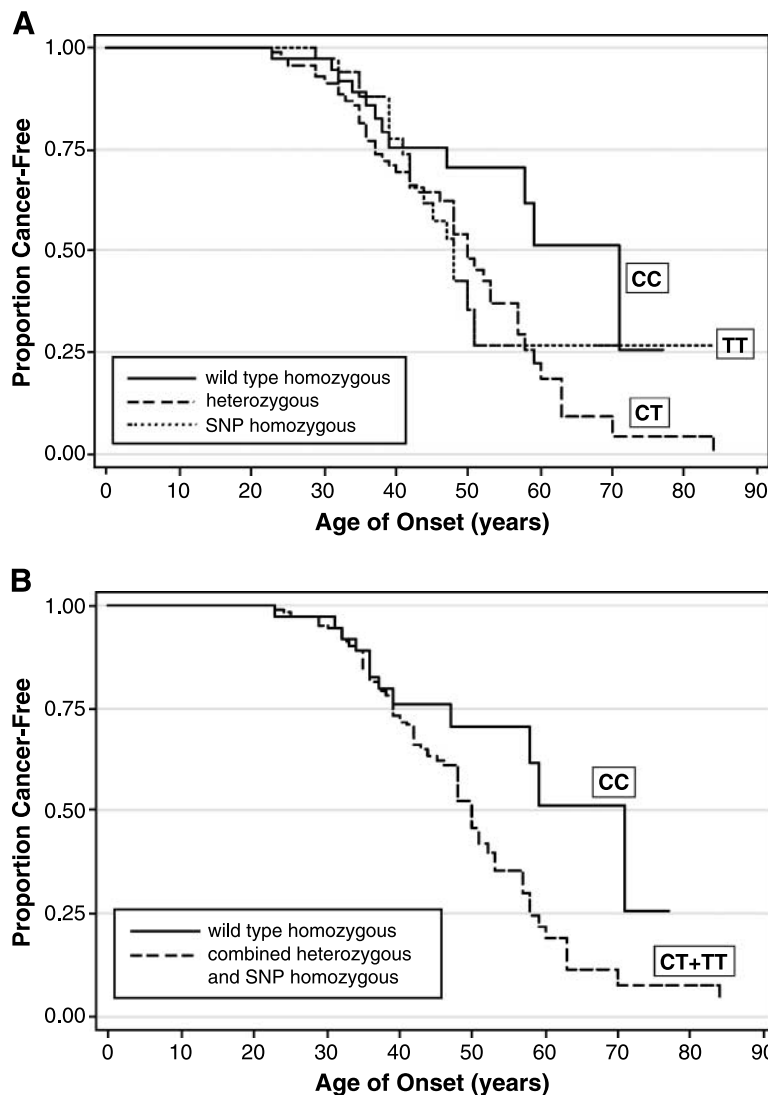 A
Proportion Cancer-Free
1.00
0.75
0.50
0.25
0.00
CC
TT
CT
wild type homozygous
heterozygous
SNP homozygous
0 10 20 30 40 50 60 70 80 90
Age of Onset (years)
B
Proportion Cancer-Free
1.00
0.75
0.50
0.25
0.00
CC
CT+TT
wild type homozygous
combined heterozygous
and SNP homozygous
0 10 20 30 40 50 60 70 80 90
Age of Onset (years)